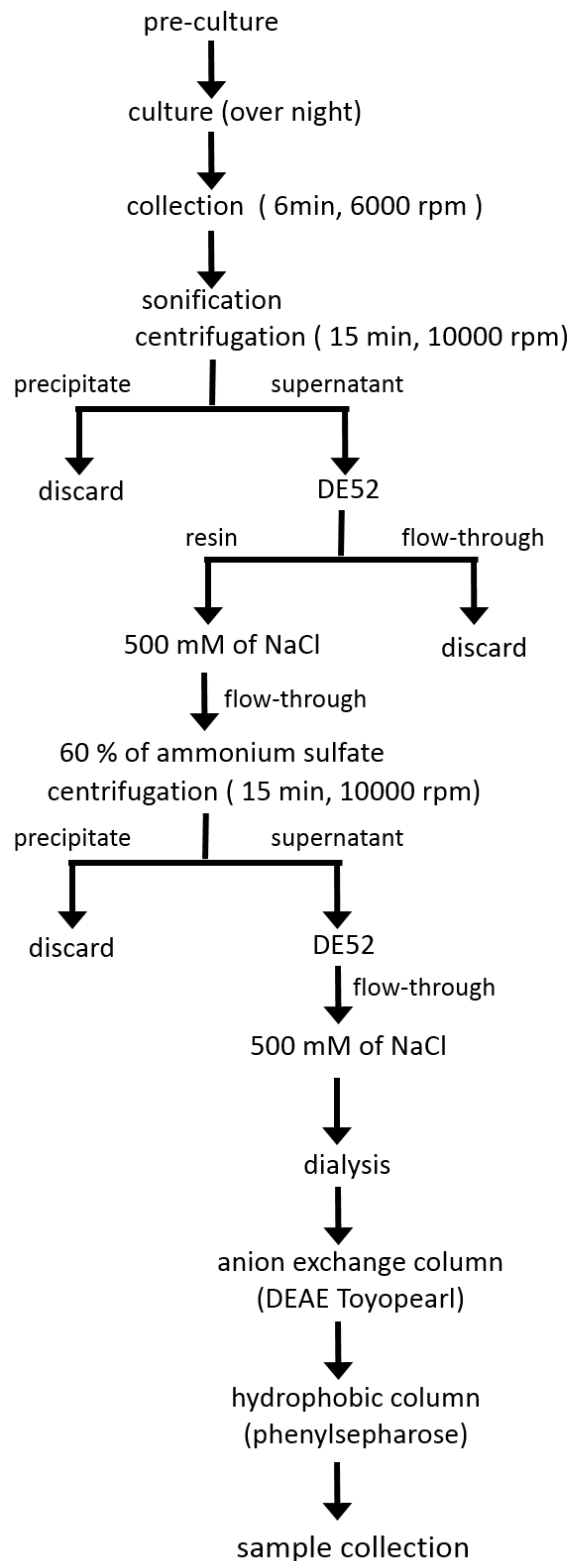 pre-culture
culture (over night)
collection ( 6min, 6000 rpm )
sonification
centrifugation ( 15 min, 10000 rpm)
precipitate
supernatant
discard
DE52
resin
flow-through
500 mM of NaCl
discard
flow-through
60 % of ammonium sulfate
centrifugation ( 15 min, 10000 rpm)
precipitate
supernatant
discard
DE52
flow-through
500 mM of NaCl
dialysis
anion exchange column
(DEAE Toyopearl)
hydrophobic column
(phenylsepharose)
sample collection